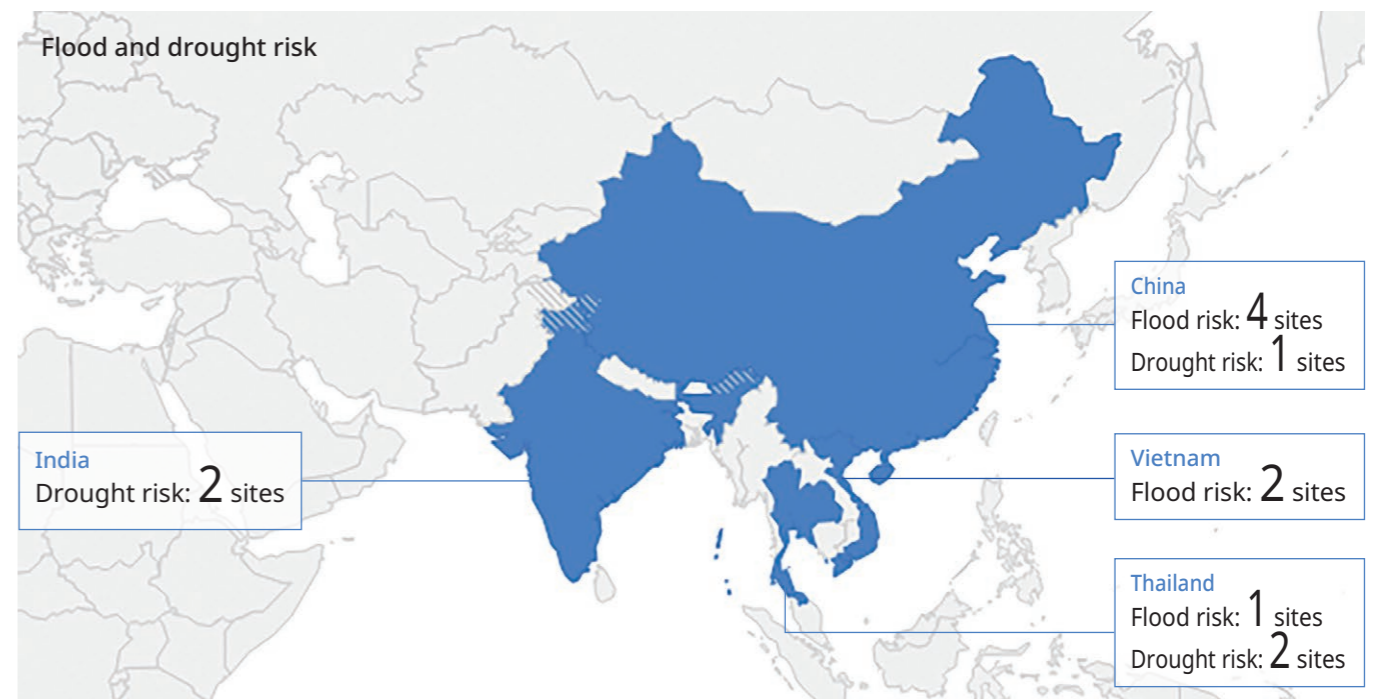 Flood and drought risk
China
Flood risk: 4 sites
Drought risk: 1 sites
India
Drought risk: 2 sites
Vietnam
Flood risk: 2 sites
Thailand
Flood risk: 1 sites
Drought risk: 2 sites